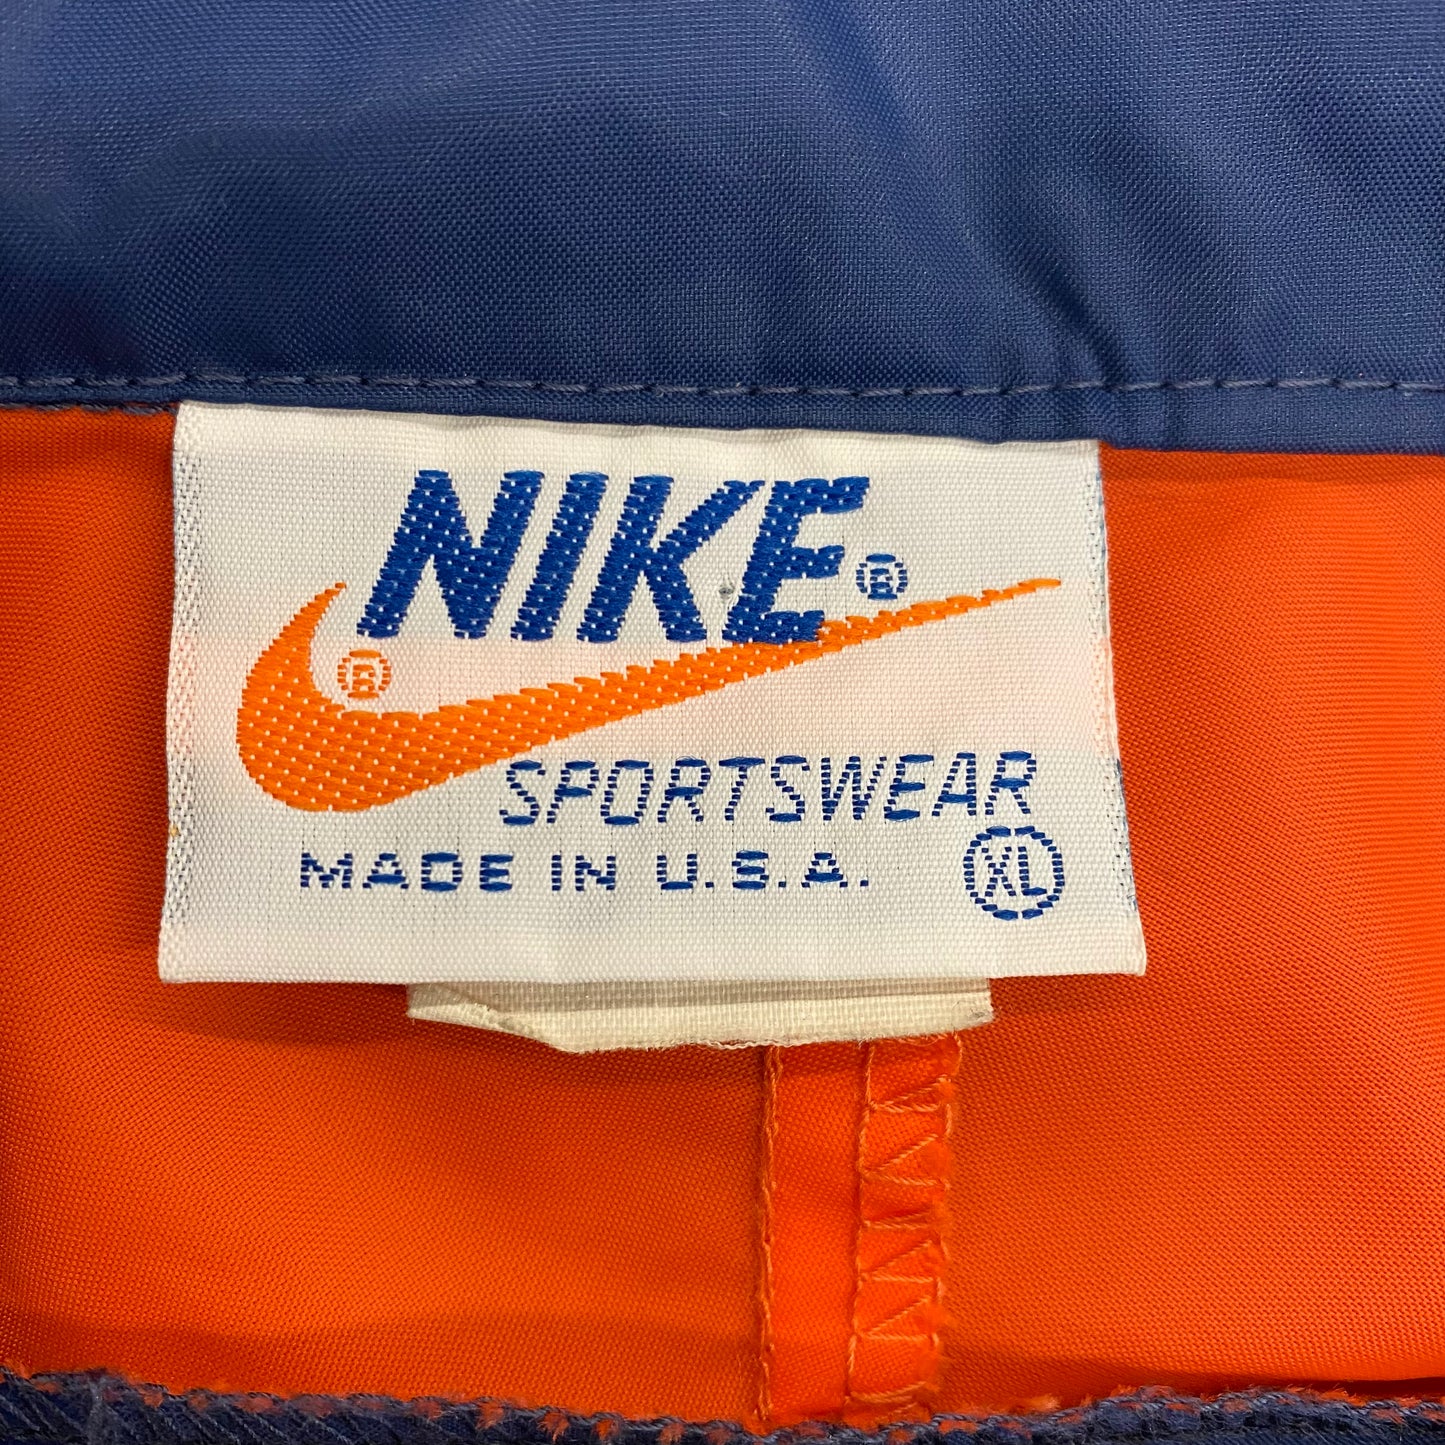 NIKE®
®
SPORTSWEAR
MADE IN U.S.A. XL